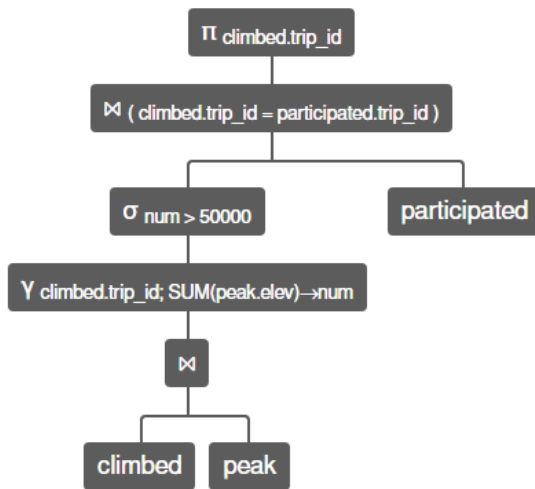 π climbed.trip_id
⋈ ( climbed.trip_id = participated.trip_id )
σ num > 50000
participated
γ climbed.trip_id; SUM(peak.elev)→num
⋈
climbed
peak